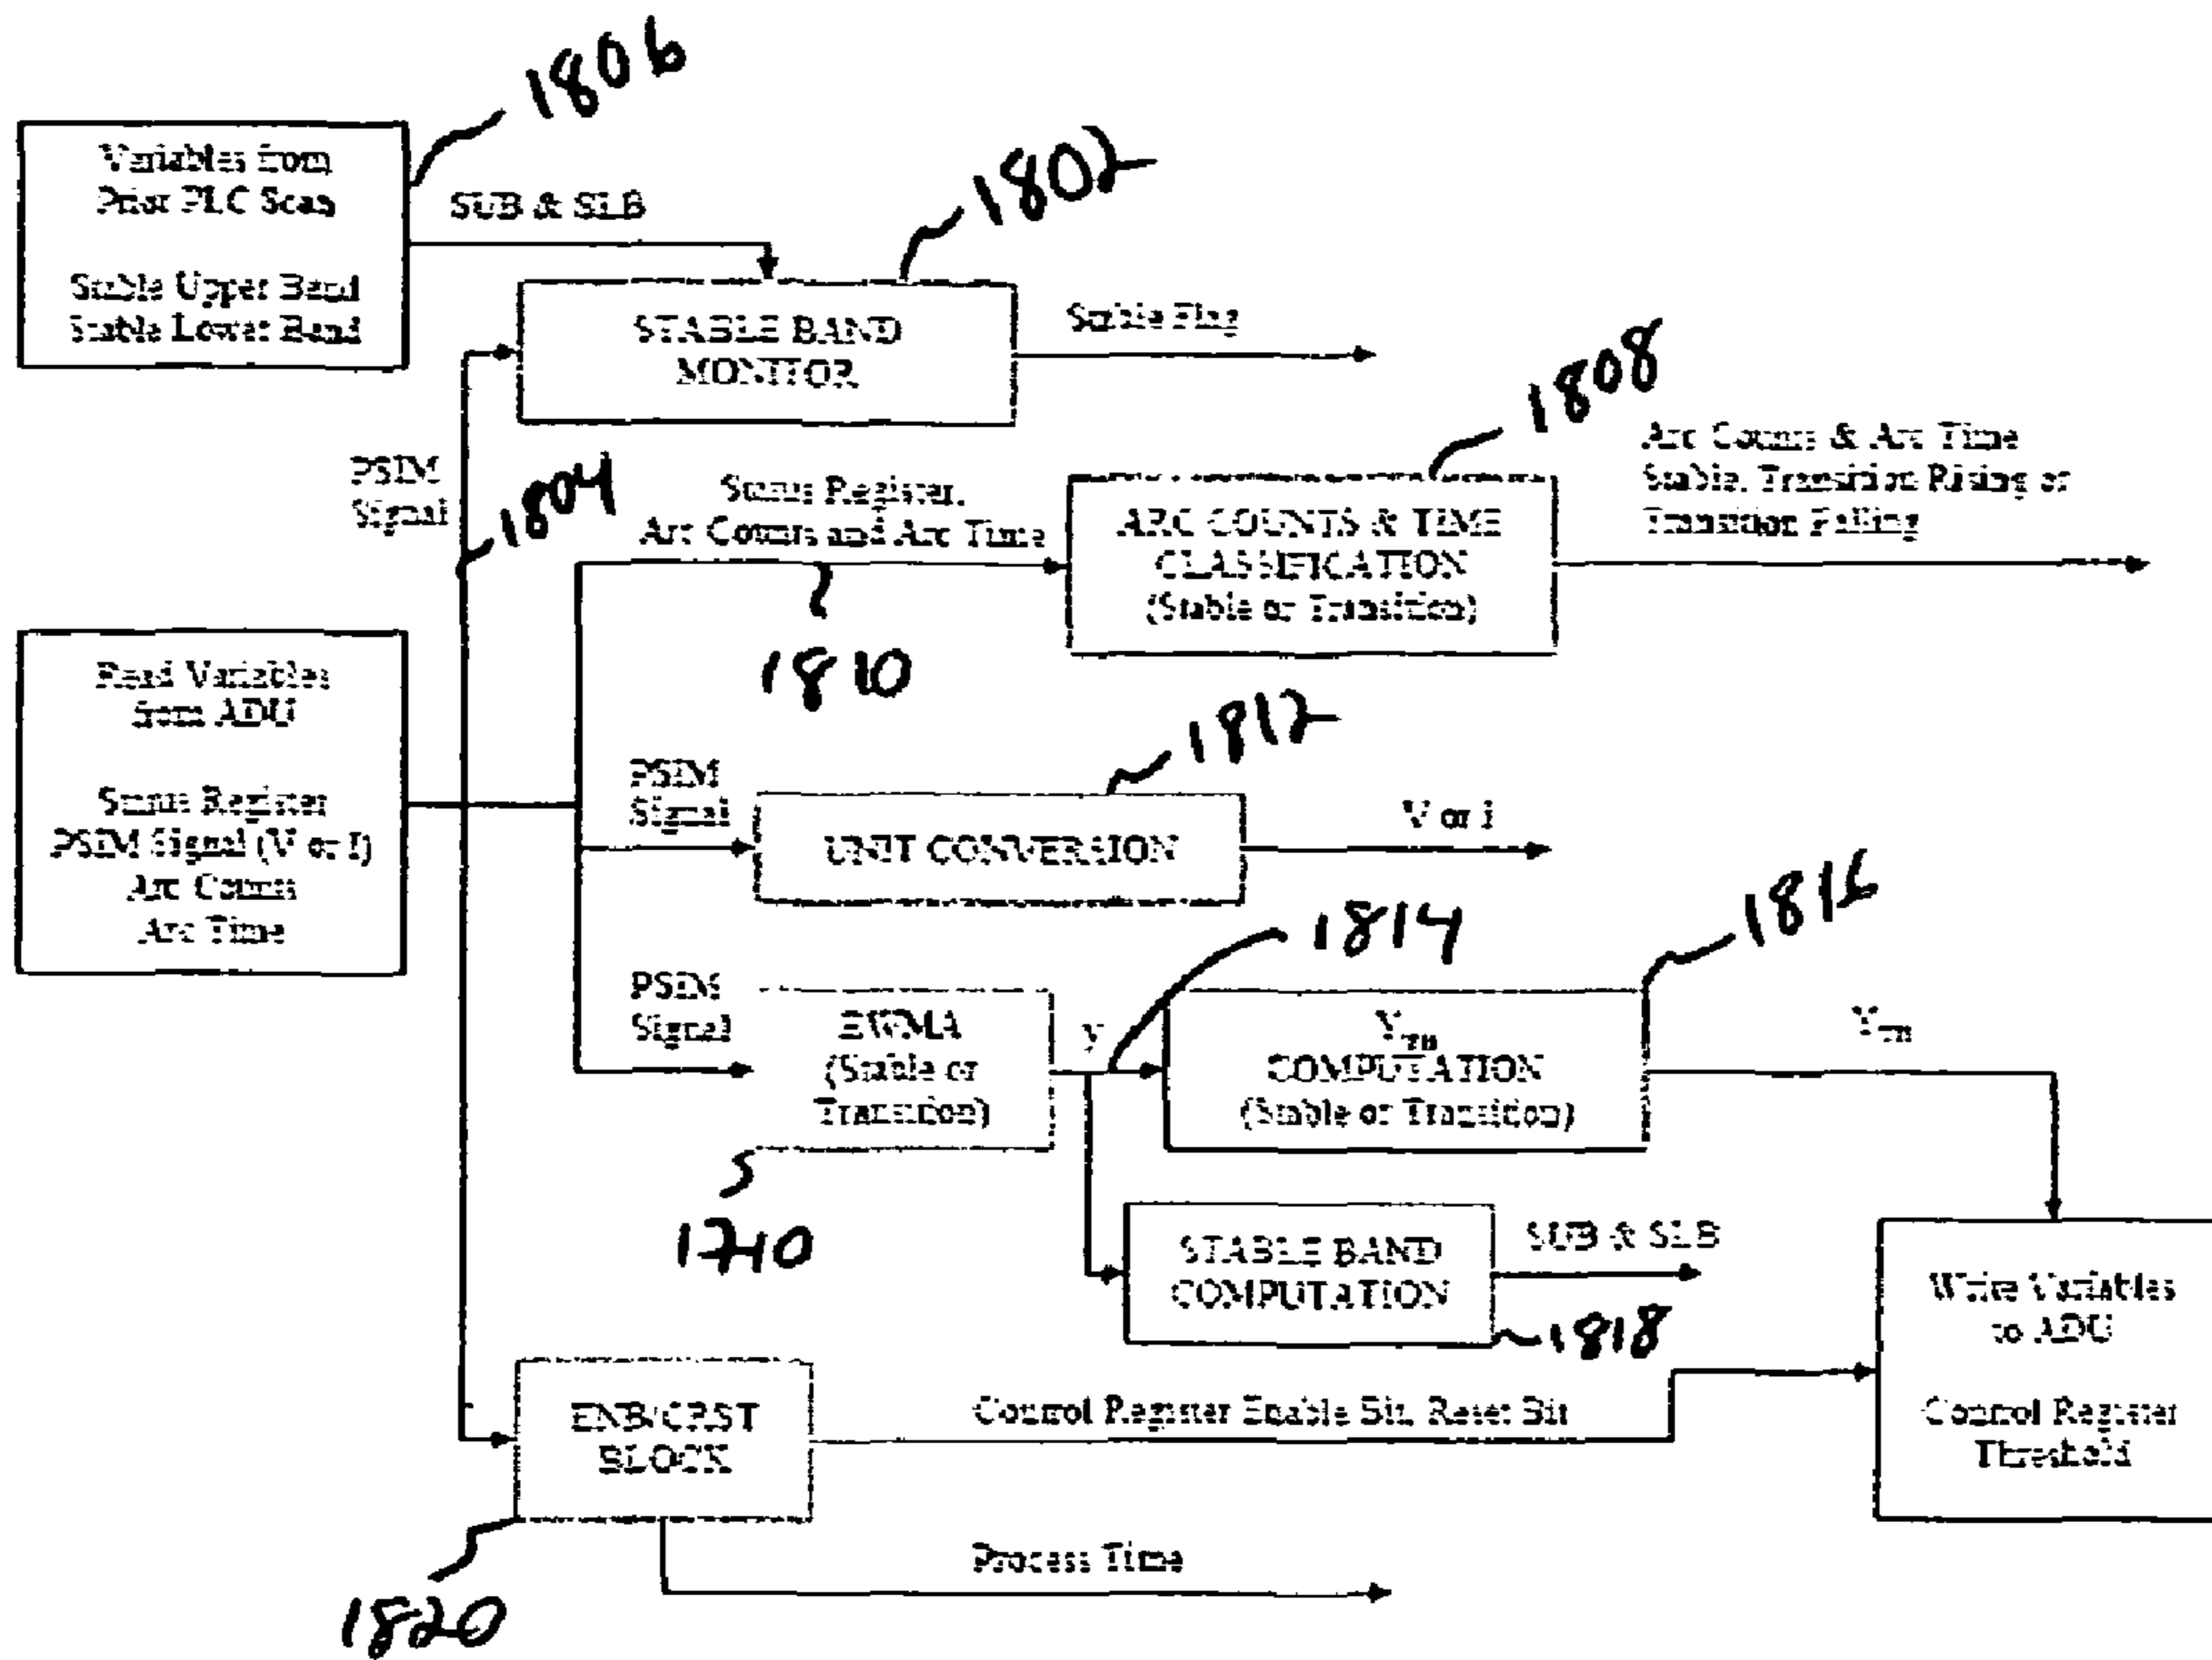 1806
Variables from
Prior PLC Scan
Stable Upper Band
Stable Lower Band
SUB & SLB
1802
STABLE BAND
MONITOR
Stable Flag
PSIM
Signal
1804
1808
Status Register,
Arc Counts and Arc Time
1810
ARC COUNTS & TIME
CLASSIFICATION
(Stable or Transition)
Arc Counts & Arc Time
Stable, Transition Rising or
Transition Falling
Read Variables
from ADU
Status Register
PSIM Signal (V or I)
Arc Counts
Arc Time
1812
PSIM
Signal
UNIT CONVERSION
V or I
PSIM
Signal
EWMA
(Stable or
Transition)
1710
y
1814
1816
YTH
COMPUTATION
(Stable or Transition)
YTH
STABLE BAND
COMPUTATION
SUB & SLB
1818
Write Variables
to ADU
Control Register
Threshold
ENB/CRST
BLOCK
Control Register Enable Bit, Reset Bit
Process Time
1820